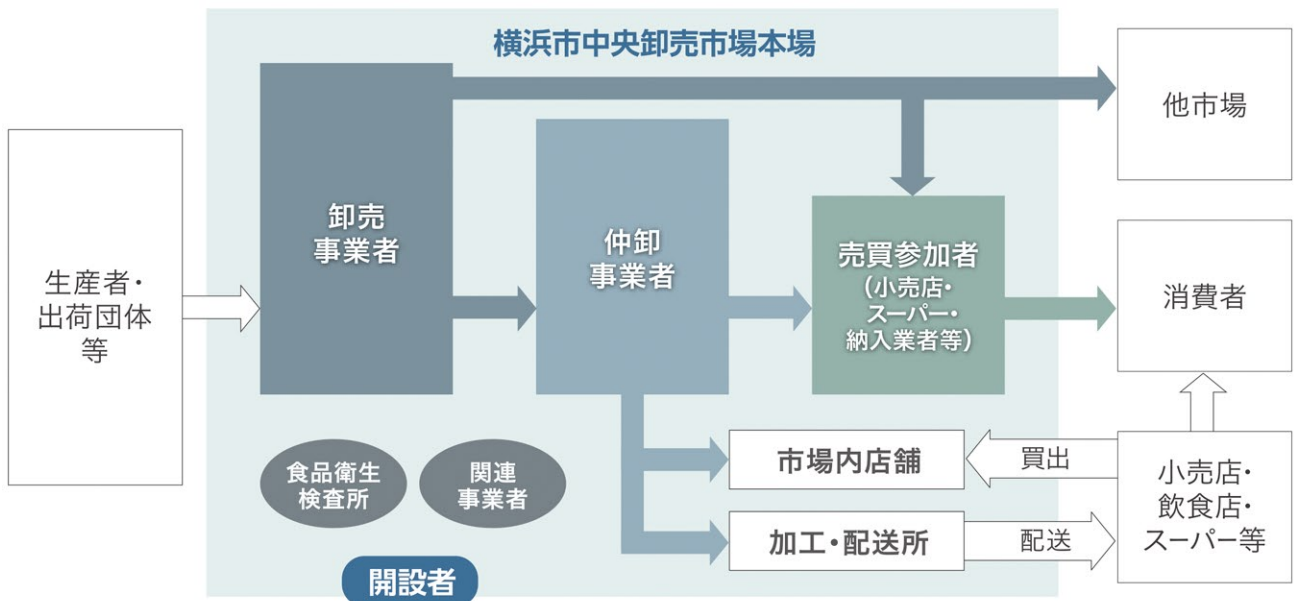 横浜市中央卸売市場本場
生産者・
出荷団体
等
卸売
事業者
仲卸
事業者
売買参加者
(小売店・
スーパー・
納入業者等)
他市場
消費者
食品衛生
検査所
関連
事業者
市場内店舗
買出
加工・配送所
配送
小売店・
飲食店・
スーパー等
開設者